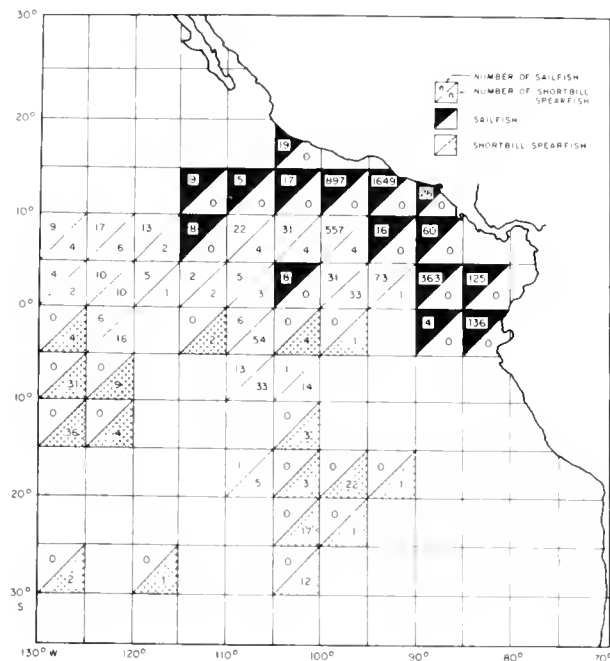 30°
NUMBER OF SAILFISH
n n NUMBER OF SHORTBILL
SPEARFISH
20°
SAILFISH
19
0
SHORTBILL SPEARFISH
9 5 17 897 1649
0 0 0 0 0 0
10°
9 17 13 8 22 31 557 16 60
4 6 2 0 4 4 4 0 0
4 10 5 2 5 8 31 73 363 125
2 10 1 2 3 0 33 1 0 0
0°
0 6 0 6 0 0 4 136
4 16 2 54 4 1 0 0
0 0 13 1
31 9 33 14
10°
0 0 0
36 4 3
1 0 0 0
5 3 22 1
20°
0 0
17 1
0 0 0
2 1 12
30°
S
130° W 120° 110° 100° 90° 80° 70°